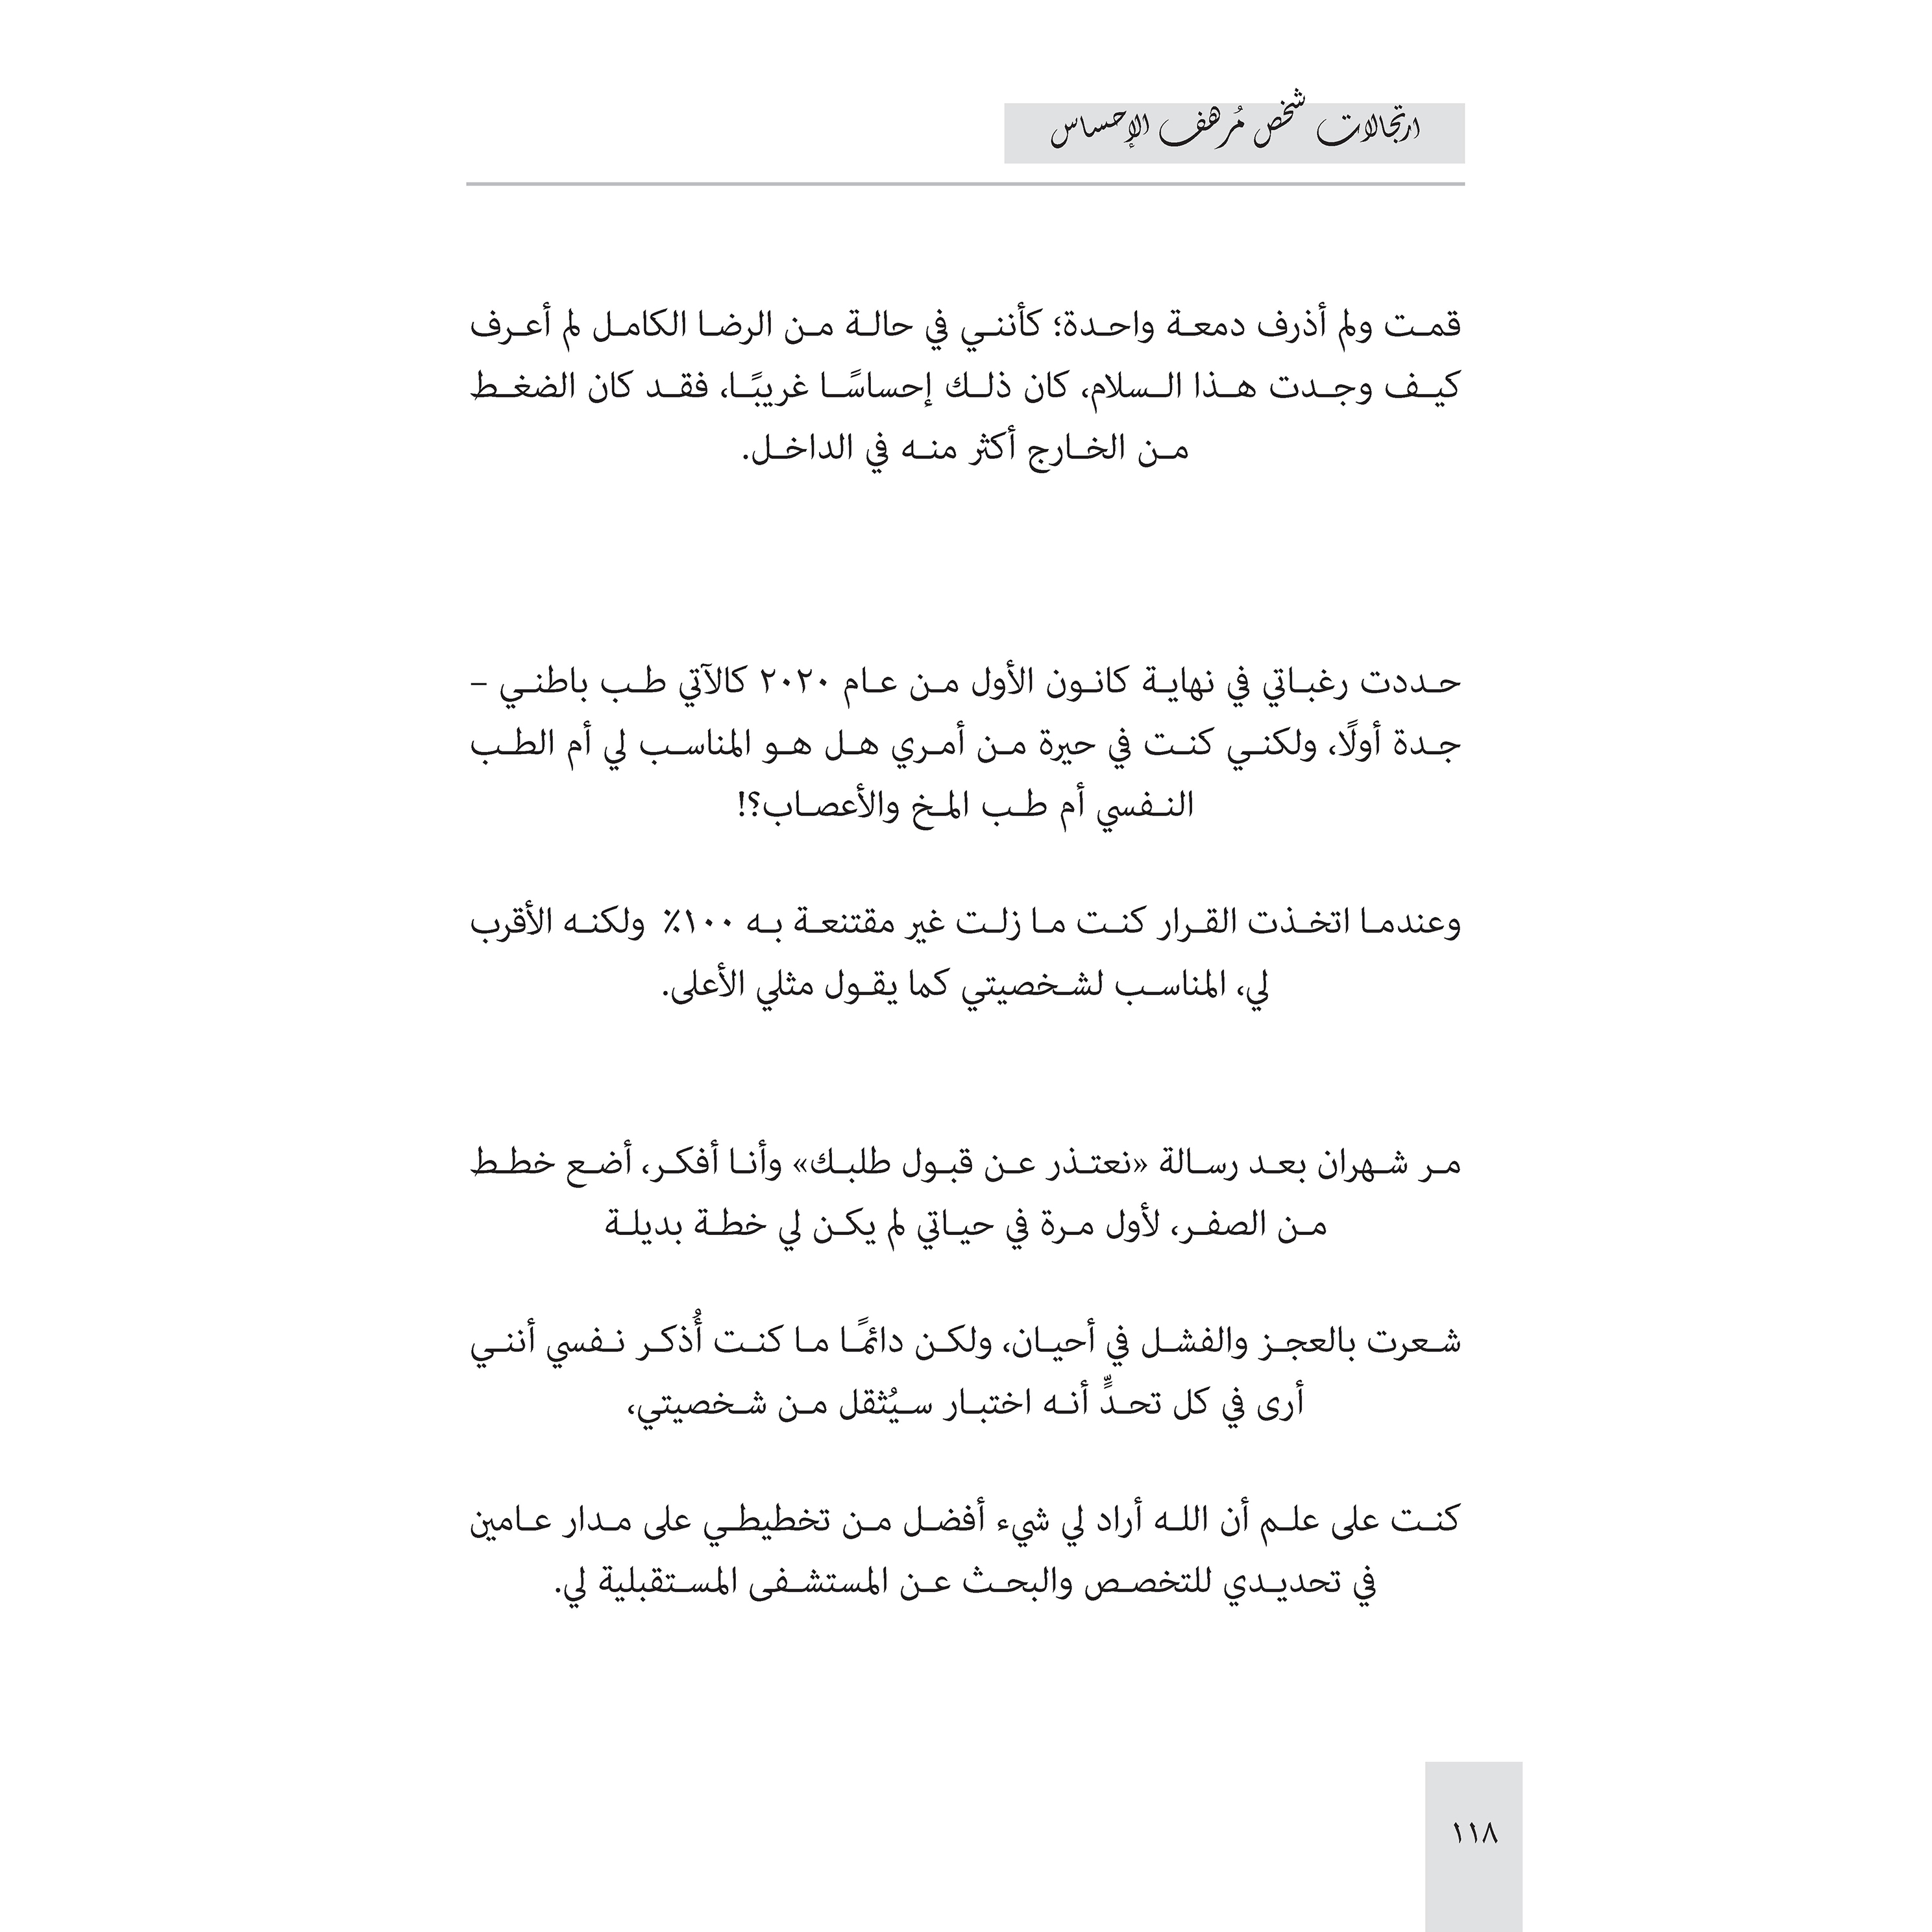 ارتجالات شخص مُرهف الإحساس
قمت ولم أذرف دمعة واحدة؛ كأنني في حالة من الرضا الكامل لم أعرف
كيف وجدت هذا السلام، كان ذلك إحساسًا غريبًا، فقد كان الضغط
من الخارج أكثر منه في الداخل.
حددت رغباتي في نهاية كانون الأول من عام ٢٠٢٠ كالآتي طب باطني –
جدة أولًا، ولكني كنت في حيرة من أمري هل هو المناسب لي أم الطب
النفسي أم طب المخ والأعصاب؟!
وعندما اتخذت القرار كنت ما زلت غير مقتنعة به ١٠٠٪ ولكنه الأقرب
لي، المناسب لشخصيتي كما يقول مثلي الأعلى.
مر شهران بعد رسالة «نعتذر عن قبول طلبك» وأنا أفكر، أضع خطط
من الصفر، لأول مرة في حياتي لم يكن لي خطة بديلة
شعرت بالعجز والفشل في أحيان، ولكن دائمًا ما كنت أُذكر نفسي أنني
أرى في كل تحدٍّ أنه اختبار سيُثقل من شخصيتي،
كنت على علم أن الله أراد لي شيء أفضل من تخطيطي على مدار عامين
في تحديدي للتخصص والبحث عن المستشفى المستقبلية لي.
١١٨